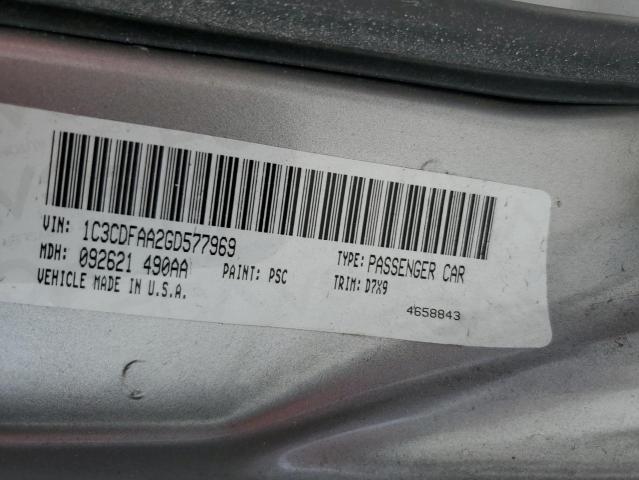 VIN: 1C3CDFAA2GD577969
MDH: 092621 490AA PAINT: PSC
VEHICLE MADE IN U.S.A.
TYPE: PASSENGER CAR
TRIM: D7X9
4658843